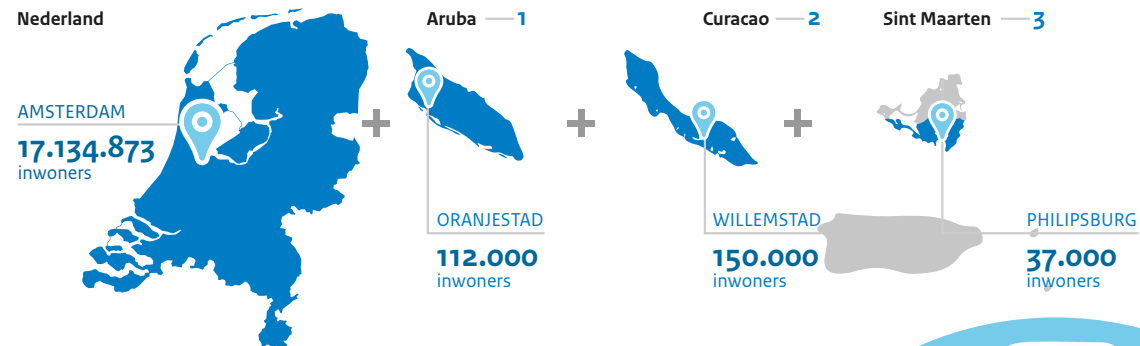 Nederland
AMSTERDAM
17.134.873
inwoners
Aruba 1
ORANJESTAD
112.000
inwoners
Curacao 2
WILLEMSTAD
150.000
inwoners
Sint Maarten 3
PHILIPSBURG
37.000
inwoners